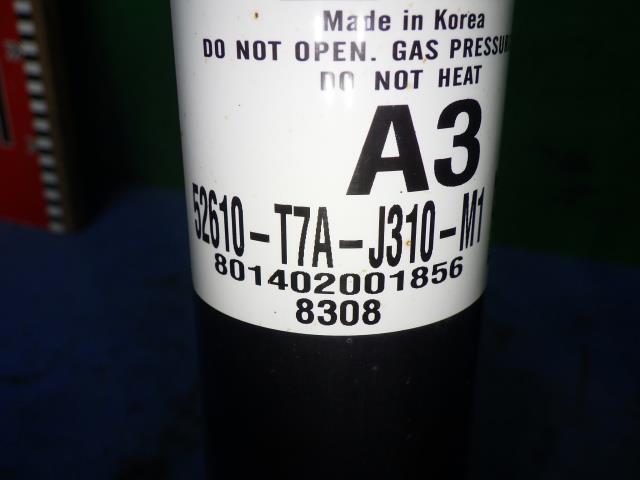 Made in Korea
DO NOT OPEN. GAS PRESSUR
DO NOT HEAT
A3
52610-T7A-J310-M1
801402001856
8308